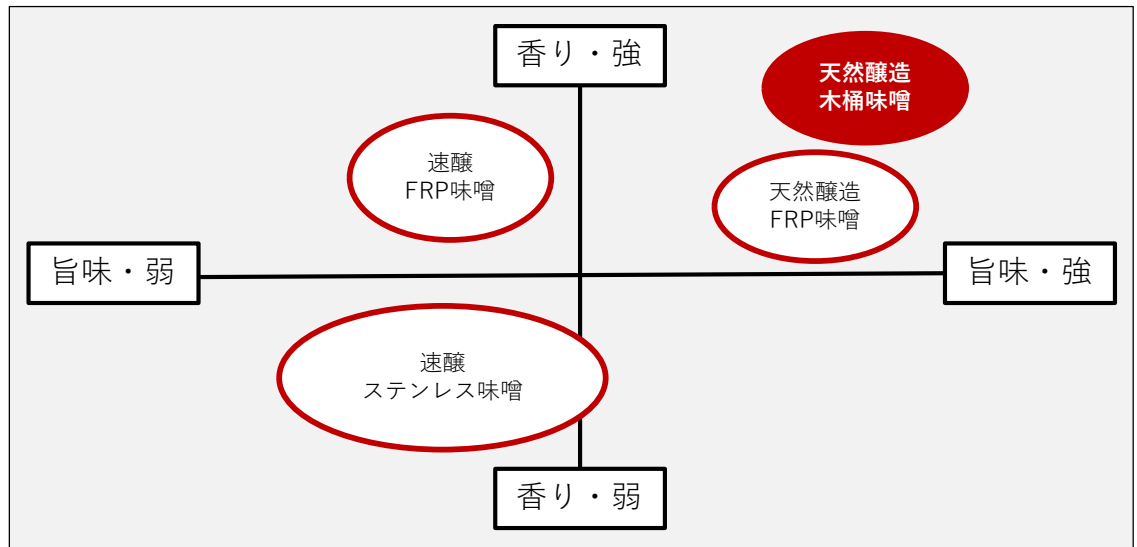 香り・強
天然醸造
木桶味噌
速醸
FRP味噌
天然醸造
FRP味噌
旨味・弱
旨味・強
速醸
ステンレス味噌
香り・弱